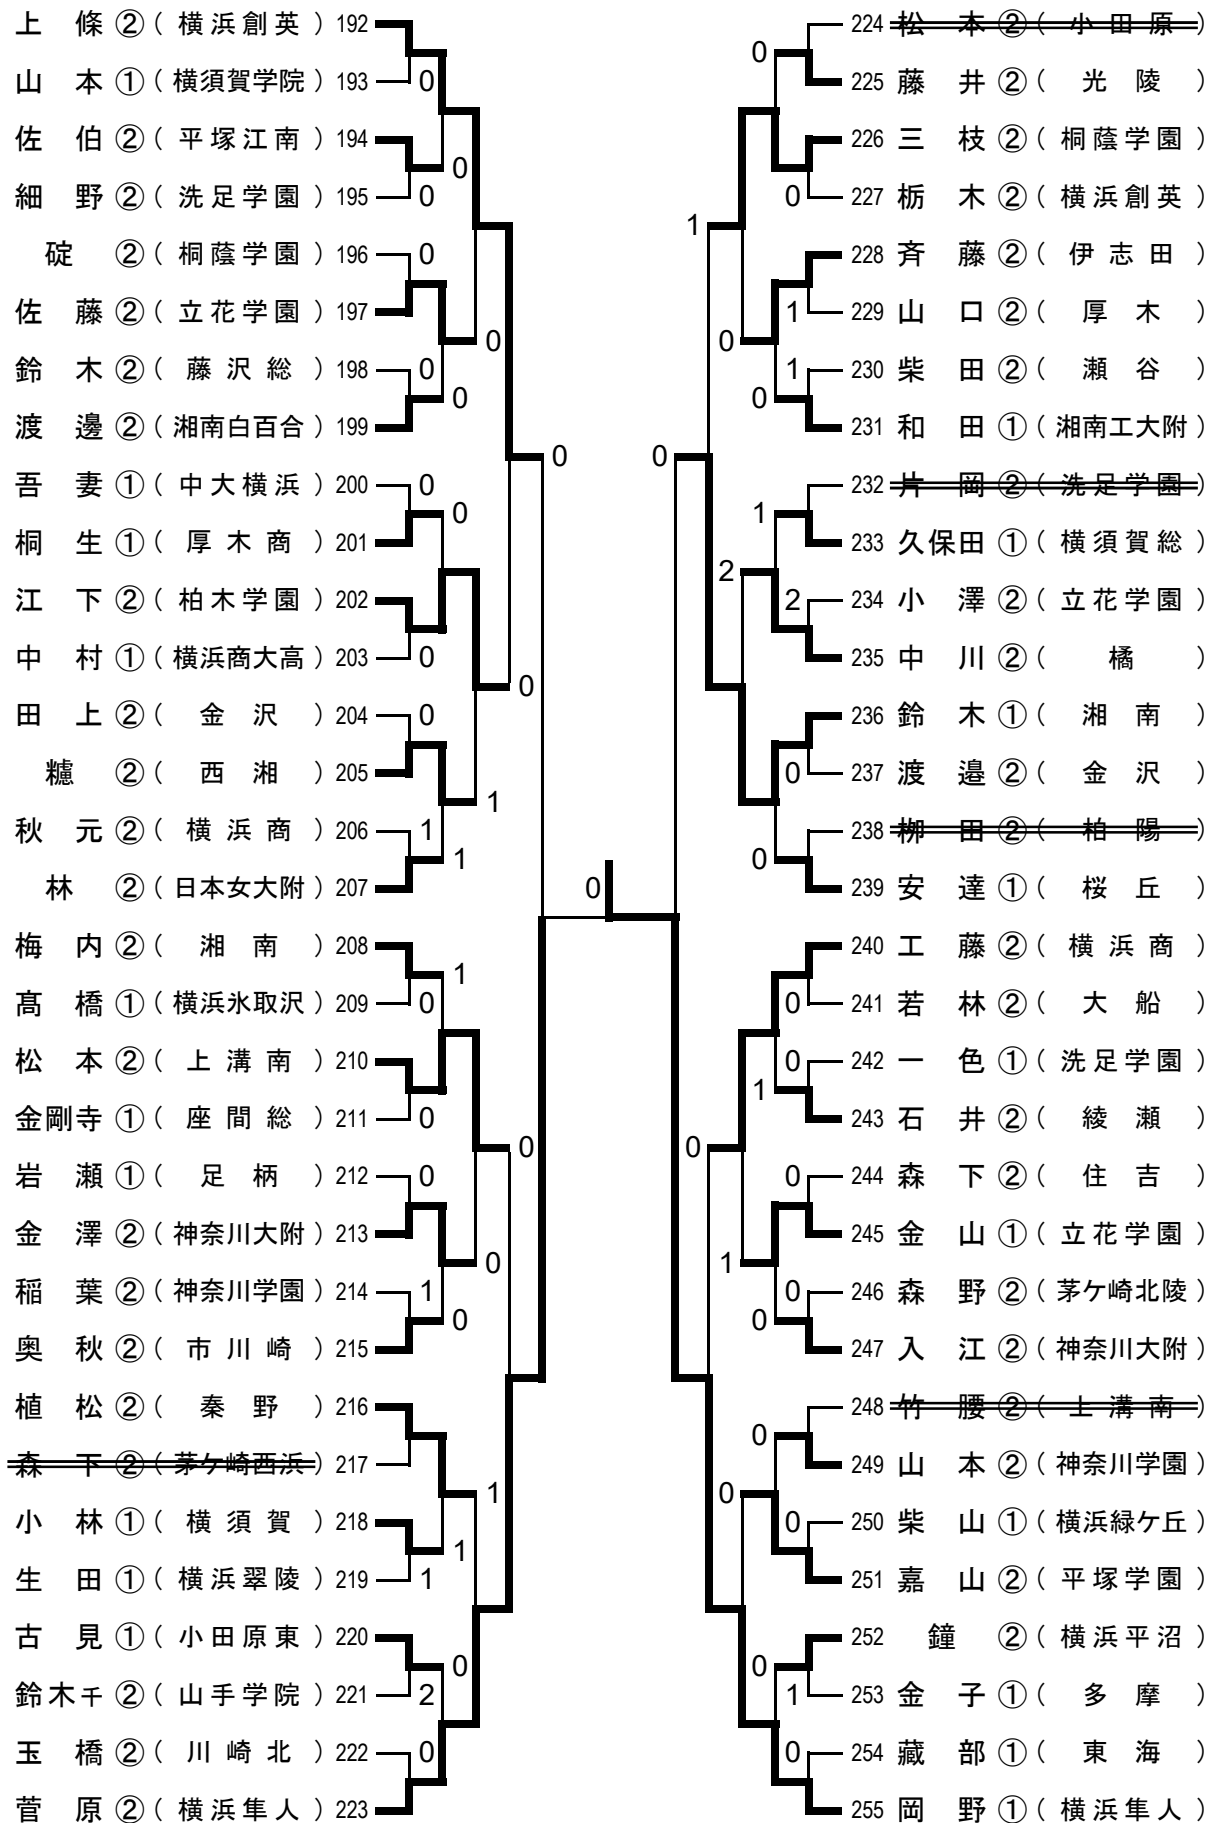 上 條 ② ( 横浜創英 ) 192
山 本 ① ( 横須賀学院 ) 193
佐 伯 ② ( 平塚江南 ) 194
細 野 ② ( 洗足学園 ) 195
碇 ② ( 桐蔭学園 ) 196
佐 藤 ② ( 立花学園 ) 197
鈴 木 ② ( 藤沢総 ) 198
渡 邊 ② ( 湘南白百合 ) 199
吾 妻 ① ( 中大横浜 ) 200
桐 生 ① ( 厚木商 ) 201
江 下 ② ( 柏木学園 ) 202
中 村 ① ( 横浜商大高 ) 203
田 上 ② ( 金沢 ) 204
糖 ② ( 西湘 ) 205
秋 元 ② ( 横浜商 ) 206
林 ② ( 日本女大附 ) 207
梅 内 ② ( 湘南 ) 208
髙 橋 ① ( 横浜氷取沢 ) 209
松 本 ② ( 上溝南 ) 210
金剛寺 ① ( 座間総 ) 211
岩 瀬 ① ( 足柄 ) 212
金 澤 ② ( 神奈川大附 ) 213
稲 葉 ② ( 神奈川学園 ) 214
奥 秋 ② ( 市川崎 ) 215
植 松 ② ( 秦野 ) 216
森 下 ② ( 茅ケ崎西浜 ) 217
小 林 ① ( 横須賀 ) 218
生 田 ① ( 横浜翠陵 ) 219
古 見 ① ( 小田原東 ) 220
鈴木千 ② ( 山手学院 ) 221
玉 橋 ② ( 川崎北 ) 222
菅 原 ② ( 横浜隼人 ) 223
0
0
0
0
0
0
0
0
0
0
0
0
0
1
1
1
0
0
1
0
0
0
1
0
0
0
1
1
1
2
0
0
0
224 松 本 ② ( 小田原 )
225 藤 井 ② ( 光陵 )
226 三 枝 ② ( 桐蔭学園 )
227 栃 木 ② ( 横浜創英 )
228 斉 藤 ② ( 伊志田 )
229 山 口 ② ( 厚木 )
230 柴 田 ② ( 瀬谷 )
231 和 田 ① ( 湘南工大附 )
232 片 岡 ② ( 洗足学園 )
233 久保田 ① ( 横須賀総 )
234 小 澤 ② ( 立花学園 )
235 中 川 ② ( 橘 )
236 鈴 木 ① ( 湘南 )
237 渡 邉 ② ( 金沢 )
238 栁 田 ② ( 柏陽 )
239 安 達 ① ( 桜丘 )
240 工 藤 ② ( 横浜商 )
241 若 林 ② ( 大船 )
242 一 色 ① ( 洗足学園 )
243 石 井 ② ( 綾瀬 )
244 森 下 ② ( 住吉 )
245 金 山 ① ( 立花学園 )
246 森 野 ② ( 茅ケ崎北陵 )
247 入 江 ② ( 神奈川大附 )
248 竹 腰 ② ( 上溝南 )
249 山 本 ② ( 神奈川学園 )
250 柴 山 ① ( 横浜緑ケ丘 )
251 嘉 山 ② ( 平塚学園 )
252 鐘 ② ( 横浜平沼 )
253 金 子 ① ( 多摩 )
254 藏 部 ① ( 東海 )
255 岡 野 ① ( 横浜隼人 )
0
0
1
1
0
1
0
0
1
2
2
0
0
0
0
1
0
0
1
0
0
0
0
0
0
1
0